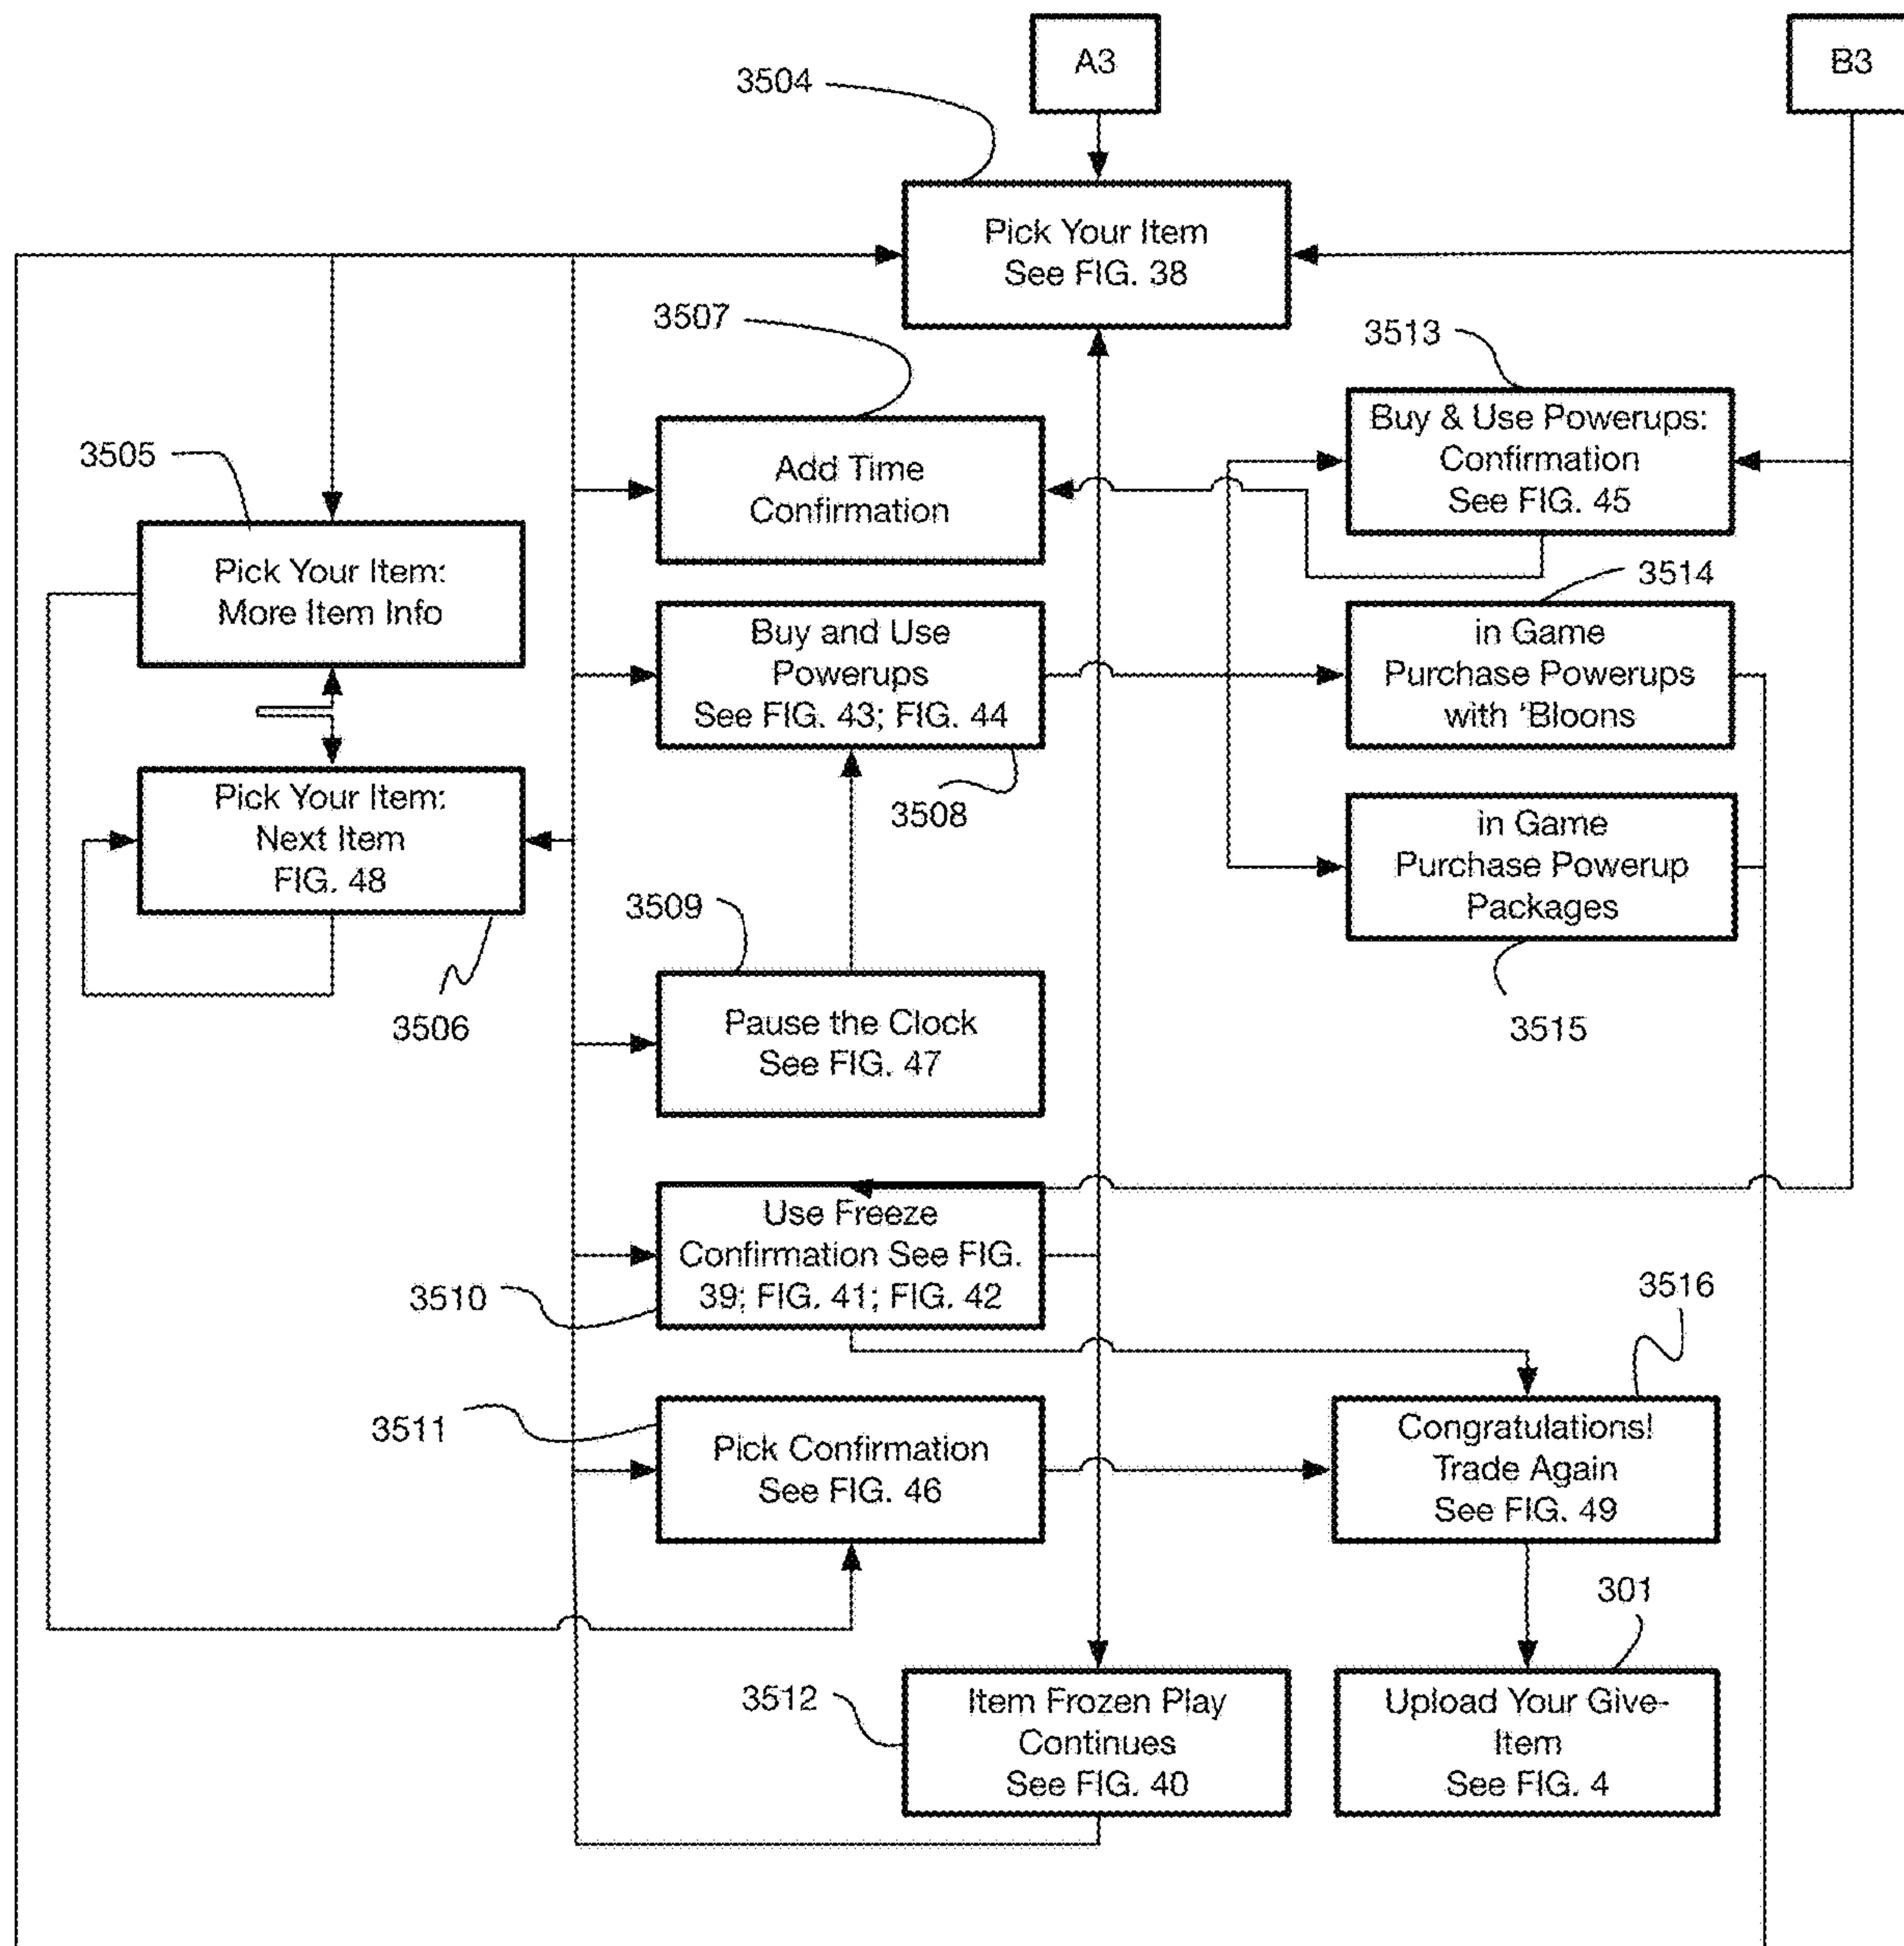 A3
B3
3504
Pick Your Item
See FIG. 38
3507
3513
Add Time
Confirmation
Buy & Use Powerups:
Confirmation
See FIG. 45
3505
Pick Your Item:
More Item Info
3514
Buy and Use
Powerups
See FIG. 43; FIG. 44
3508
in Game
Purchase Powerups
with ‘Bloons
Pick Your Item:
Next Item
FIG. 48
3506
in Game
Purchase Powerup
Packages
3515
3509
Pause the Clock
See FIG. 47
Use Freeze
Confirmation See FIG.
39; FIG. 41; FIG. 42
3510
3516
3511
Pick Confirmation
See FIG. 46
Congratulations!
Trade Again
See FIG. 49
301
3512
Item Frozen Play
Continues
See FIG. 40
Upload Your Give-
Item
See FIG. 4